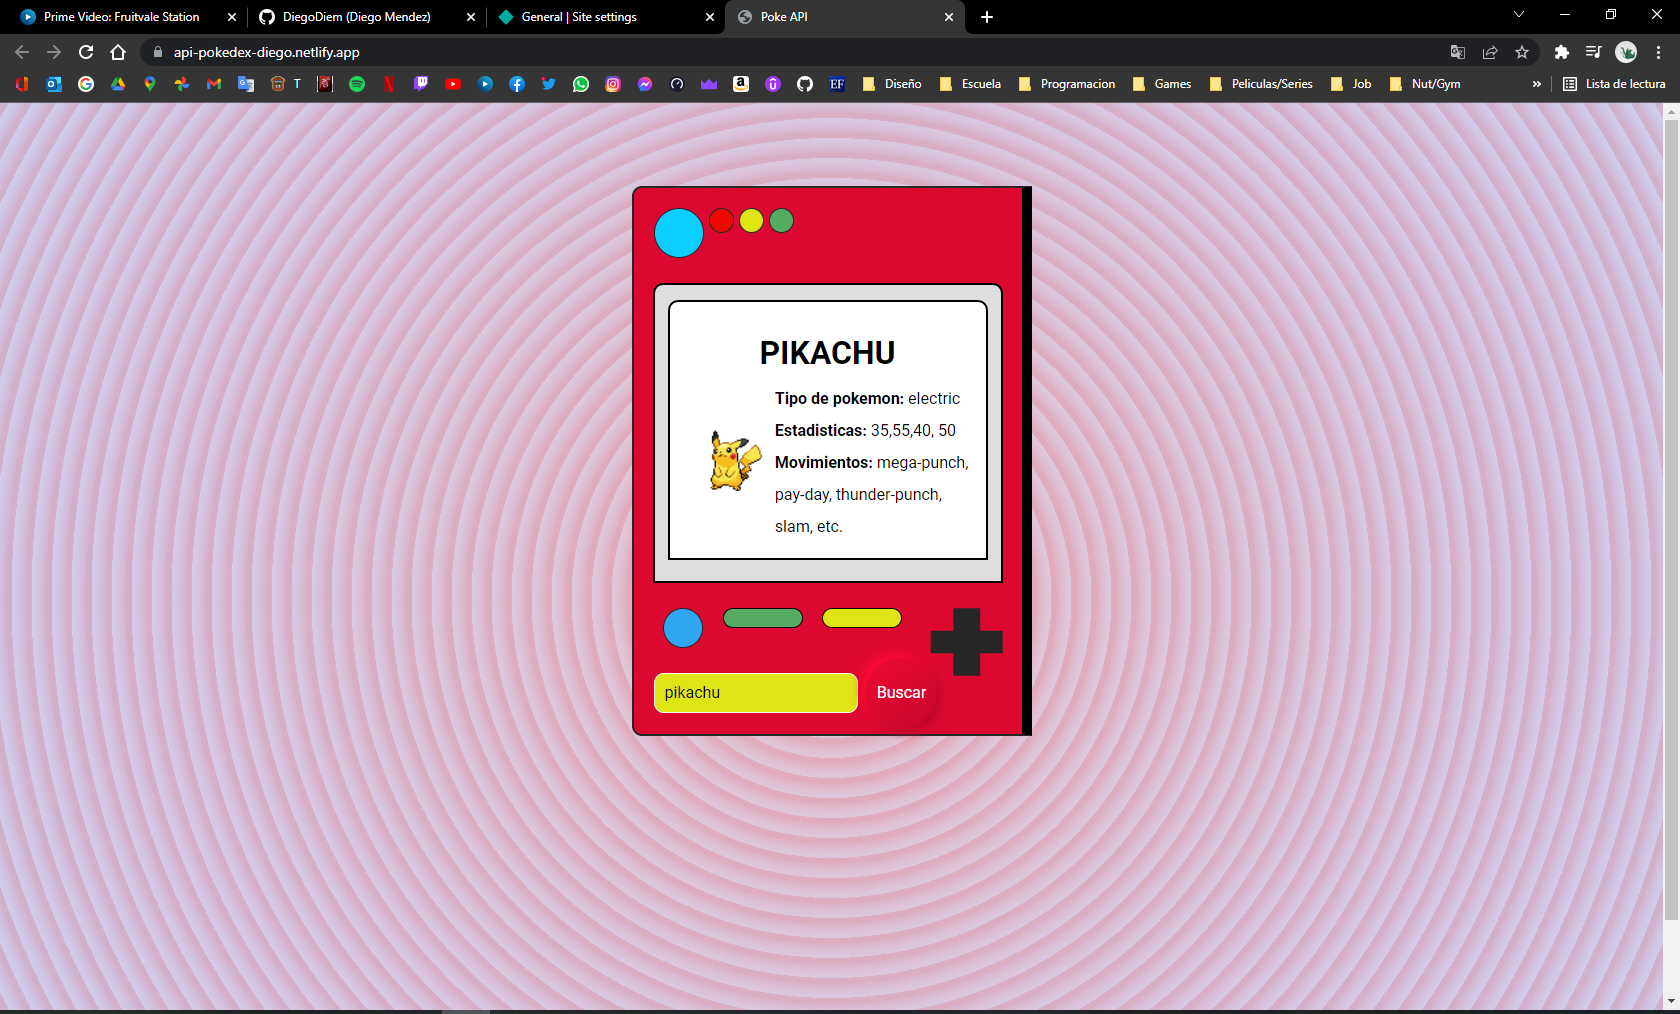 Prime Video: Fruitvale Station
DiegoDiem (Diego Mendez)
General | Site settings
Poke API
api-pokedex-diego.netlify.app
T
EF
Diseño
Escuela
Programacion
Games
Peliculas/Series
Job
Nut/Gym
»
Lista de lectura
PIKACHU
Tipo de pokemon: electric
Estadisticas: 35,55,40, 50
Movimientos: mega-punch,
pay-day, thunder-punch,
slam, etc.
pikachu
Buscar